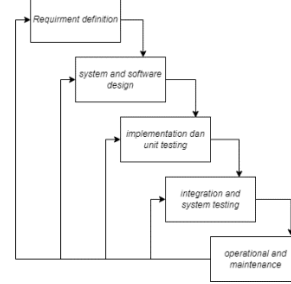 Requirment definition
system and software
design
implementation dan
unit testing
integration and
system testing
operational and
maintenance